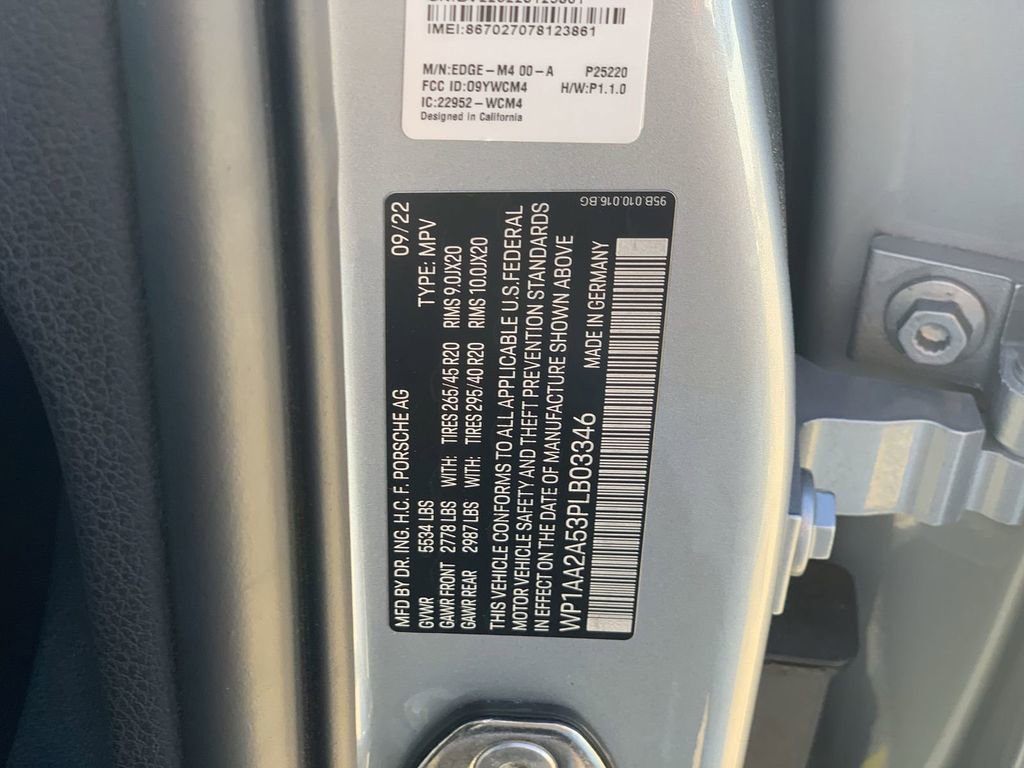 IMEI:867027078123861
M/N:EDGE-M4 00-A P25220
FCC ID:O9YWCM4 H/W:P1.1.0
IC:22952-WCM4
Designed in California
MFD BY DR. ING. H.C. F. PORSCHE AG 09/22
GVWR 5534 LBS TYPE: MPV
GAWR FRONT 2778 LBS WITH: TIRES 265/45 R20 RIMS 9.0JX20
GAWR REAR 2987 LBS WITH: TIRES 295/40 R20 RIMS 10.0JX20
THIS VEHICLE CONFORMS TO ALL APPLICABLE U.S.FEDERAL
MOTOR VEHICLE SAFETY AND THEFT PREVENTION STANDARDS
IN EFFECT ON THE DATE OF MANUFACTURE SHOWN ABOVE
WP1AA2A53PLB03346 MADE IN GERMANY
95B.010.016.BG